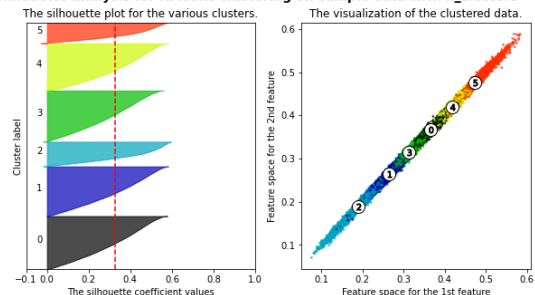 The silhouette plot for the various clusters.
5
4
3
2
1
0
Cluster label
−0.1 0.0 0.2 0.4 0.6 0.8 1.0
The silhouette coefficient values
The visualization of the clustered data.
0.6
0.5
0.4
0.3
0.2
0.1
Feature space for the 2nd feature
5
4
0
3
1
2
0.1 0.2 0.3 0.4 0.5 0.6
Feature space for the 1st feature